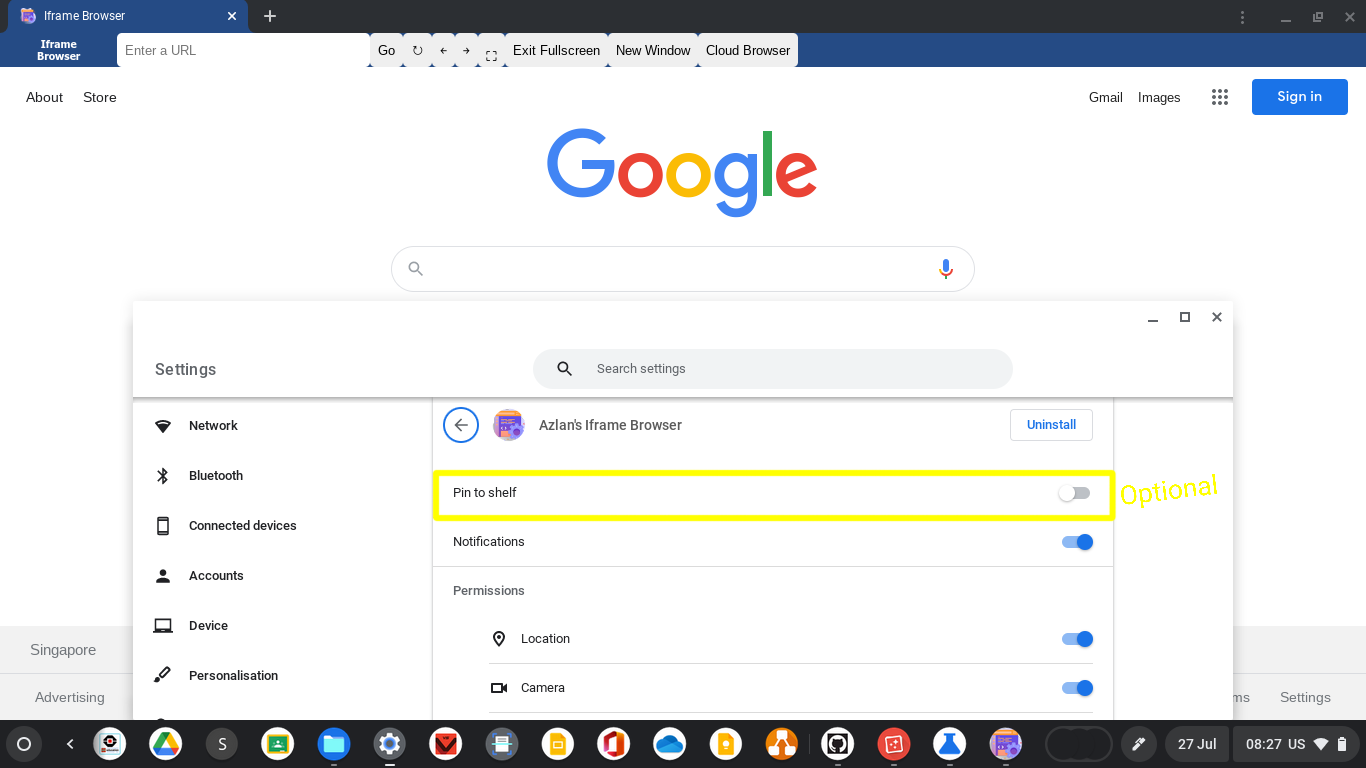 Iframe Browser
Iframe
Browser
Enter a URL
Go
Exit Fullscreen
New Window
Cloud Browser
About
Store
Gmail
Images
Sign in
Google
Settings
Search settings
Network
Bluetooth
Connected devices
Accounts
Device
Personalisation
Azlan's Iframe Browser
Uninstall
Pin to shelf
Optional
Notifications
Permissions
Location
Camera
Singapore
Advertising
Settings
S
27 Jul
08:27 US